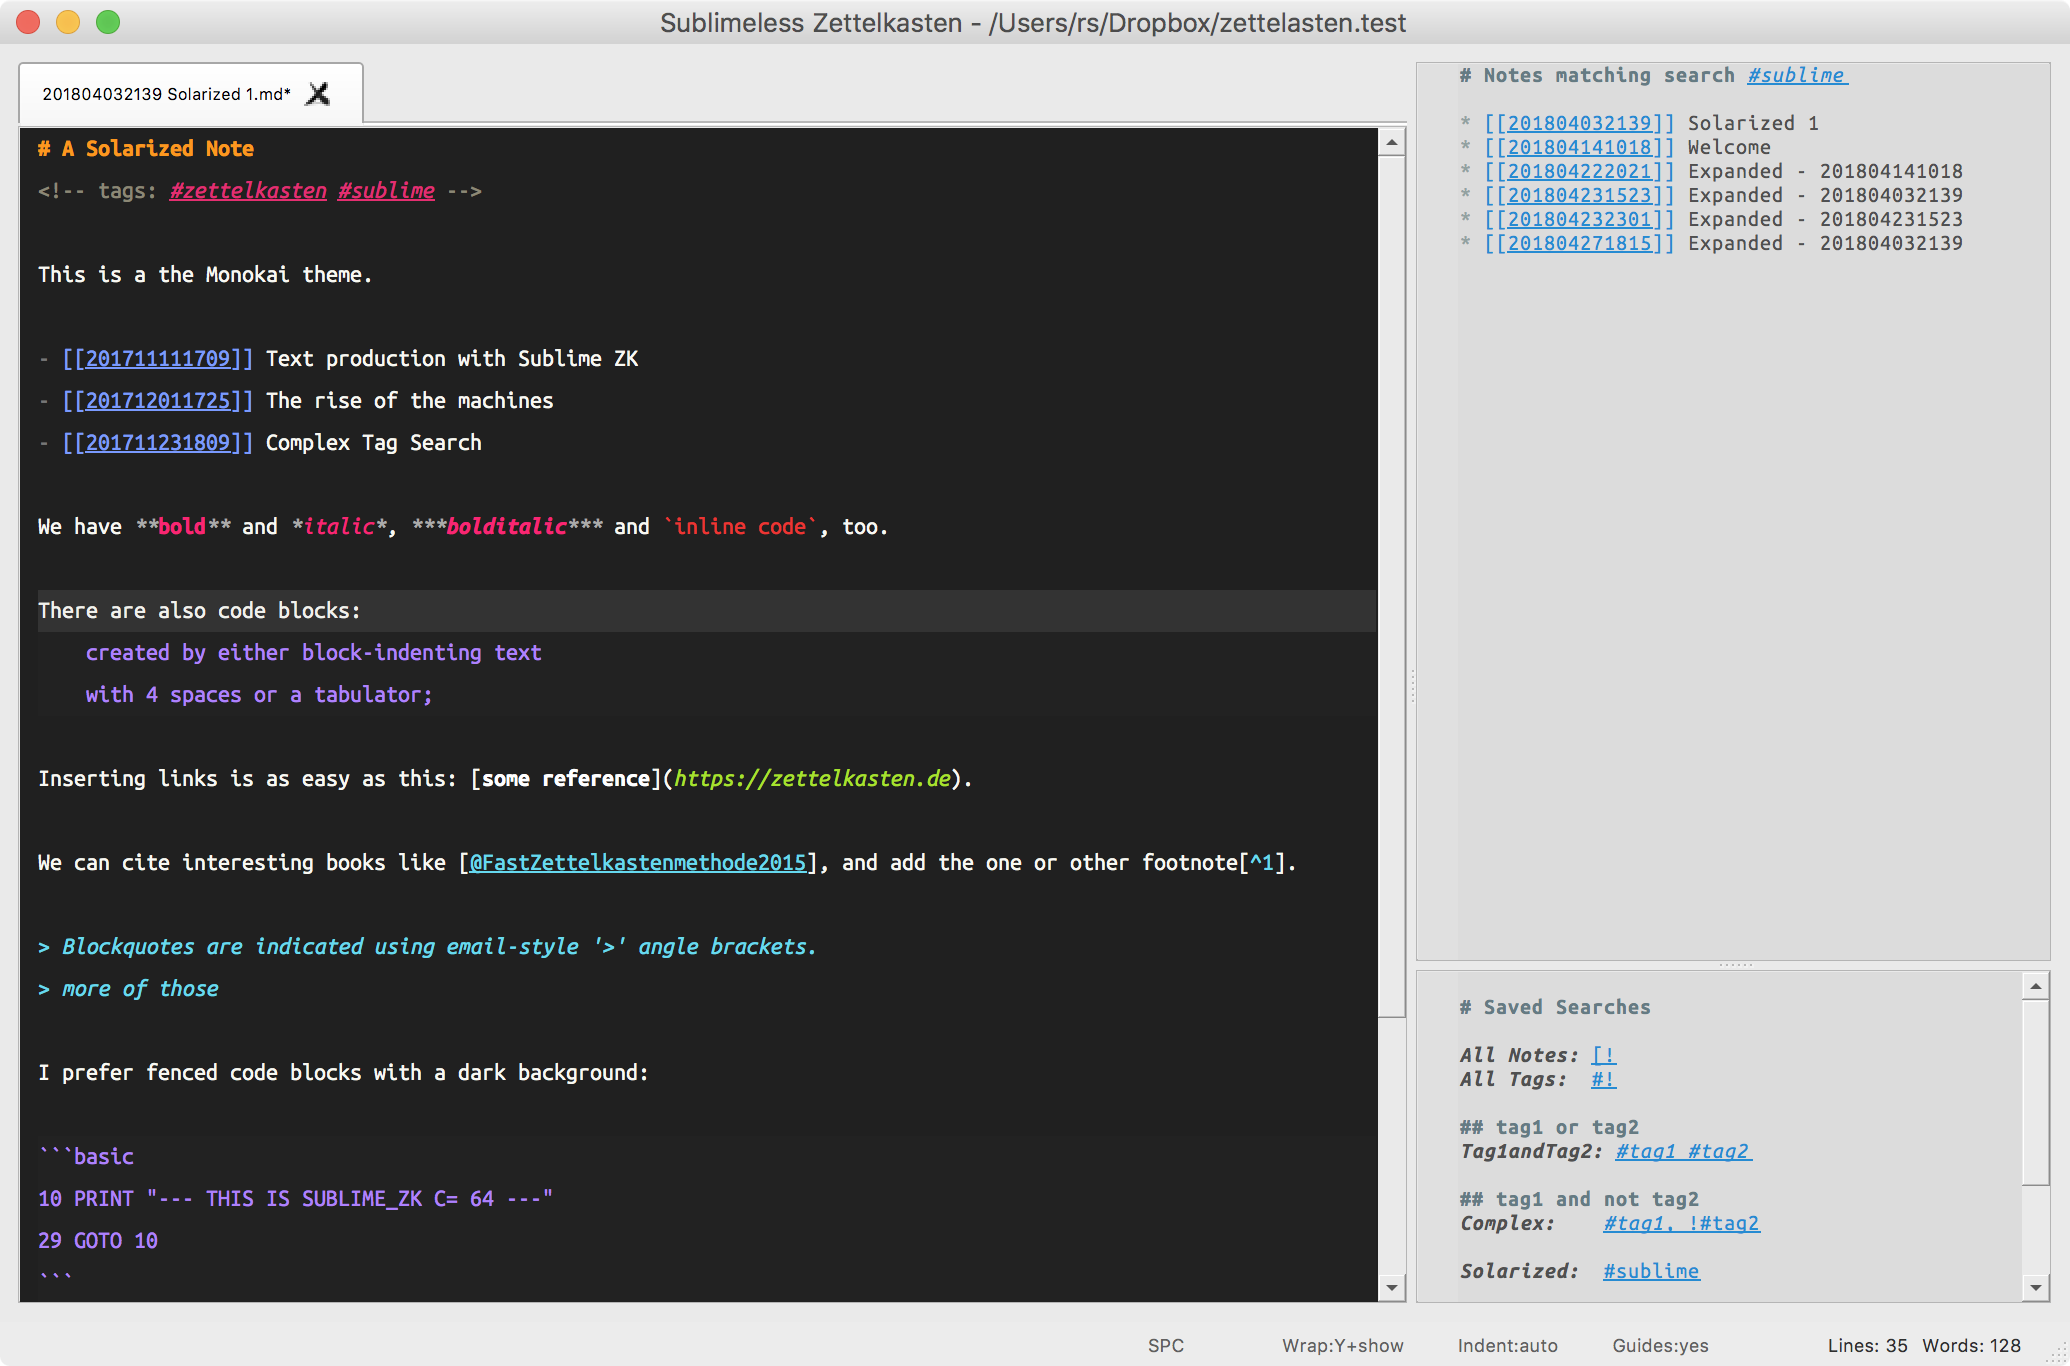 Sublimeless Zettelkasten - /Users/rs/Dropbox/zettelasten.test
201804032139 Solarized 1.md*
# A Solarized Note
<!-- tags: #zettelkasten #sublime -->
This is a the Monokai theme.
- [[201711111709]] Text production with Sublime ZK
- [[201712011725]] The rise of the machines
- [[201711231809]] Complex Tag Search
We have **bold** and *italic*, ***bolditalic*** and `inline code`, too.
There are also code blocks:
    created by either block-indenting text
    with 4 spaces or a tabulator;
Inserting links is as easy as this: [some reference](https://zettelkasten.de).
We can cite interesting books like [@FastZettelkastenmethode2015], and add the one or other footnote[^1].
> Blockquotes are indicated using email-style '>' angle brackets.
> more of those
I prefer fenced code blocks with a dark background:
```basic
10 PRINT "--- THIS IS SUBLIME_ZK C= 64 ---"
29 GOTO 10
```
# Notes matching search #sublime
* [[201804032139]] Solarized 1
* [[201804141018]] Welcome
* [[201804222021]] Expanded - 201804141018
* [[201804231523]] Expanded - 201804032139
* [[201804232301]] Expanded - 201804231523
* [[201804271815]] Expanded - 201804032139
# Saved Searches
All Notes: [!
All Tags: #!
## tag1 or tag2
Tag1andTag2: #tag1 #tag2
## tag1 and not tag2
Complex: #tag1, !#tag2
Solarized: #sublime
SPC Wrap:Y+show Indent:auto Guides:yes Lines: 35 Words: 128